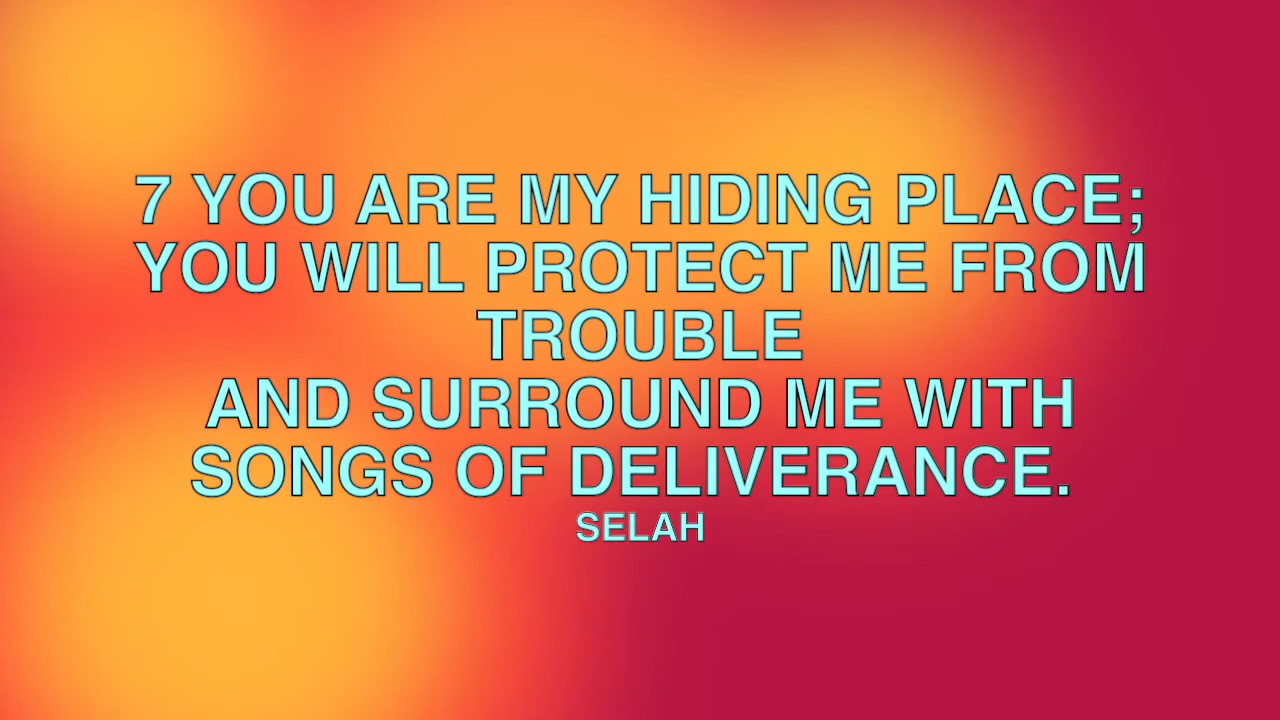 7 YOU ARE MY HIDING PLACE;
YOU WILL PROTECT ME FROM
TROUBLE
AND SURROUND ME WITH
SONGS OF DELIVERANCE.
SELAH